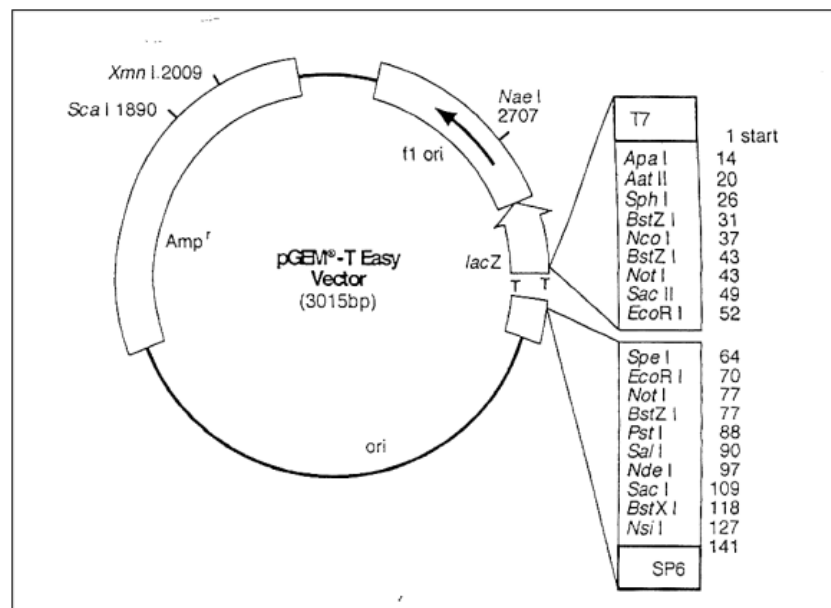 Xmn I 2009
Sca I 1890
Nae I
2707
f1 ori
Amp r
pGEM®-T Easy
Vector
(3015bp)
lacZ
T T
ori
T7
1 start
Apa I 14
Aat II 20
Sph I 26
BstZ I 31
Nco I 37
BstZ I 43
Not I 43
Sac II 49
EcoR I 52
Spe I 64
EcoR I 70
Not I 77
BstZ I 77
Pst I 88
Sal I 90
Nde I 97
Sac I 109
BstX I 118
Nsi I 127
141
SP6